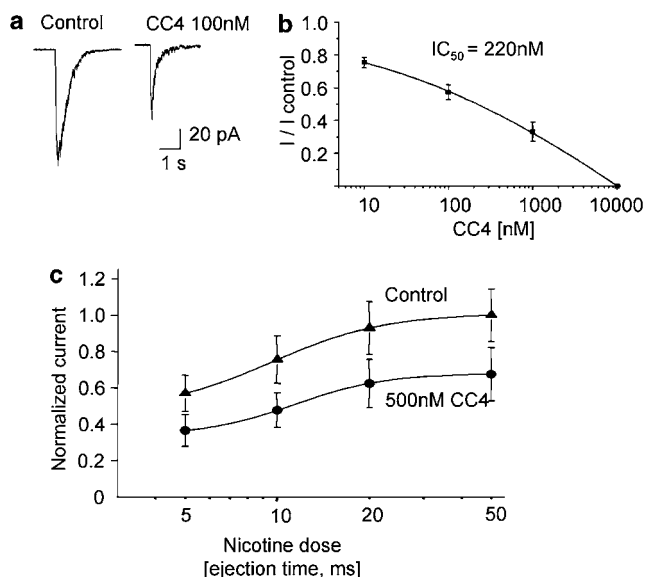 a
Control
CC4 100nM
20 pA
1 s
b
IC50 = 220nM
I / I control
1.0
0.8
0.6
0.4
0.2
10
100
1000
10000
CC4 [nM]
c
Normalized current
1.2
1.0
0.8
0.6
0.4
0.2
0
Control
500nM CC4
5
10
20
50
Nicotine dose
[ejection time, ms]